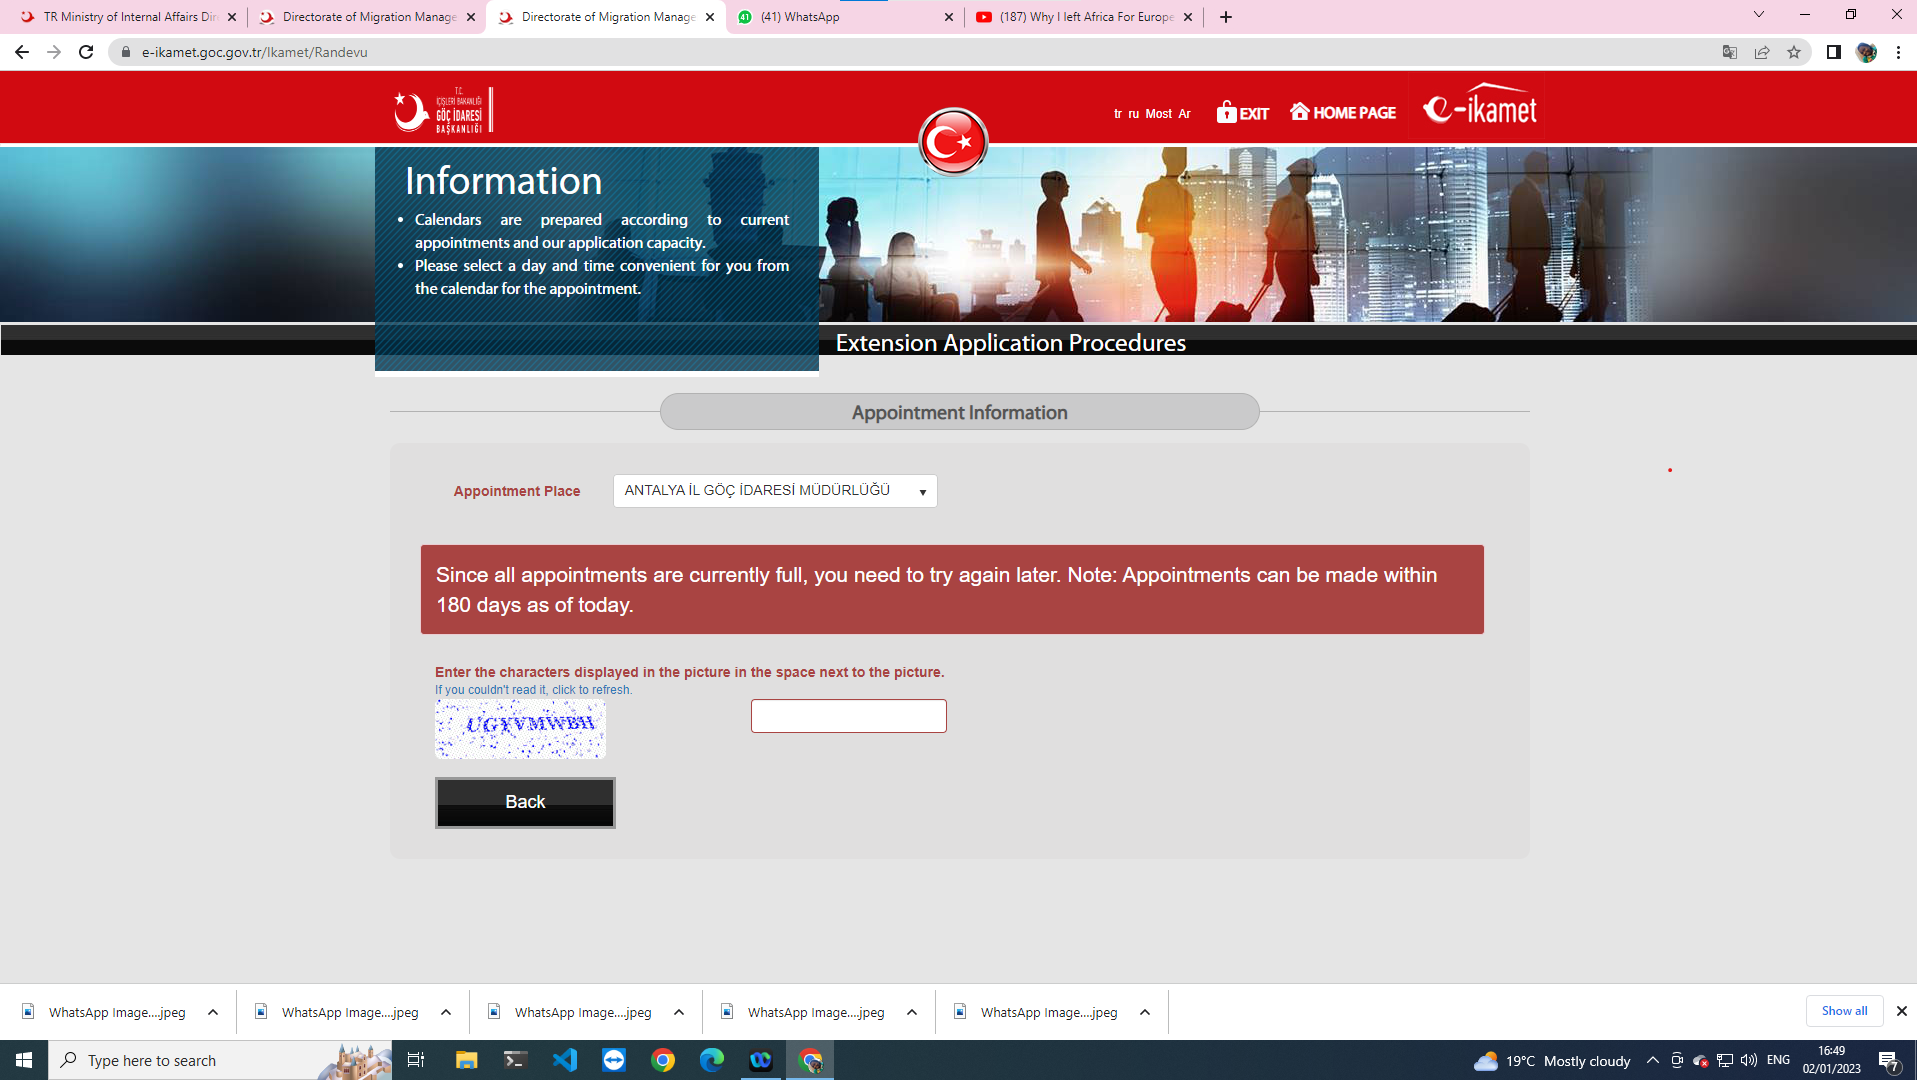 TR Ministry of Internal Affairs Dir
Directorate of Migration Manage
Directorate of Migration Manage
(41) WhatsApp
(187) Why I left Africa For Europe
e-ikamet.goc.gov.tr/Ikamet/Randevu
T.C.
İÇİŞLERİ BAKANLIĞI
GÖÇ İDARESİ
BAŞKANLIĞI
tr ru Most Ar
EXIT
HOME PAGE
e-ikamet
Information
• Calendars are prepared according to current
appointments and our application capacity.
• Please select a day and time convenient for you from
the calendar for the appointment.
Extension Application Procedures
Appointment Information
Appointment Place
ANTALYA İL GÖÇ İDARESİ MÜDÜRLÜĞÜ
Since all appointments are currently full, you need to try again later. Note: Appointments can be made within
180 days as of today.
Enter the characters displayed in the picture in the space next to the picture.
If you couldn't read it, click to refresh.
Back
WhatsApp Image....jpeg
WhatsApp Image....jpeg
WhatsApp Image....jpeg
WhatsApp Image....jpeg
WhatsApp Image....jpeg
Show all
Type here to search
19°C Mostly cloudy
ENG
16:49
02/01/2023
7